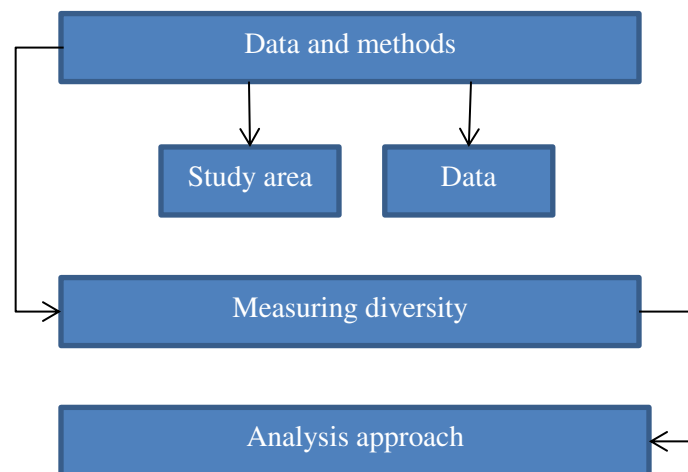 Data and methods
Study area
Data
Measuring diversity
Analysis approach